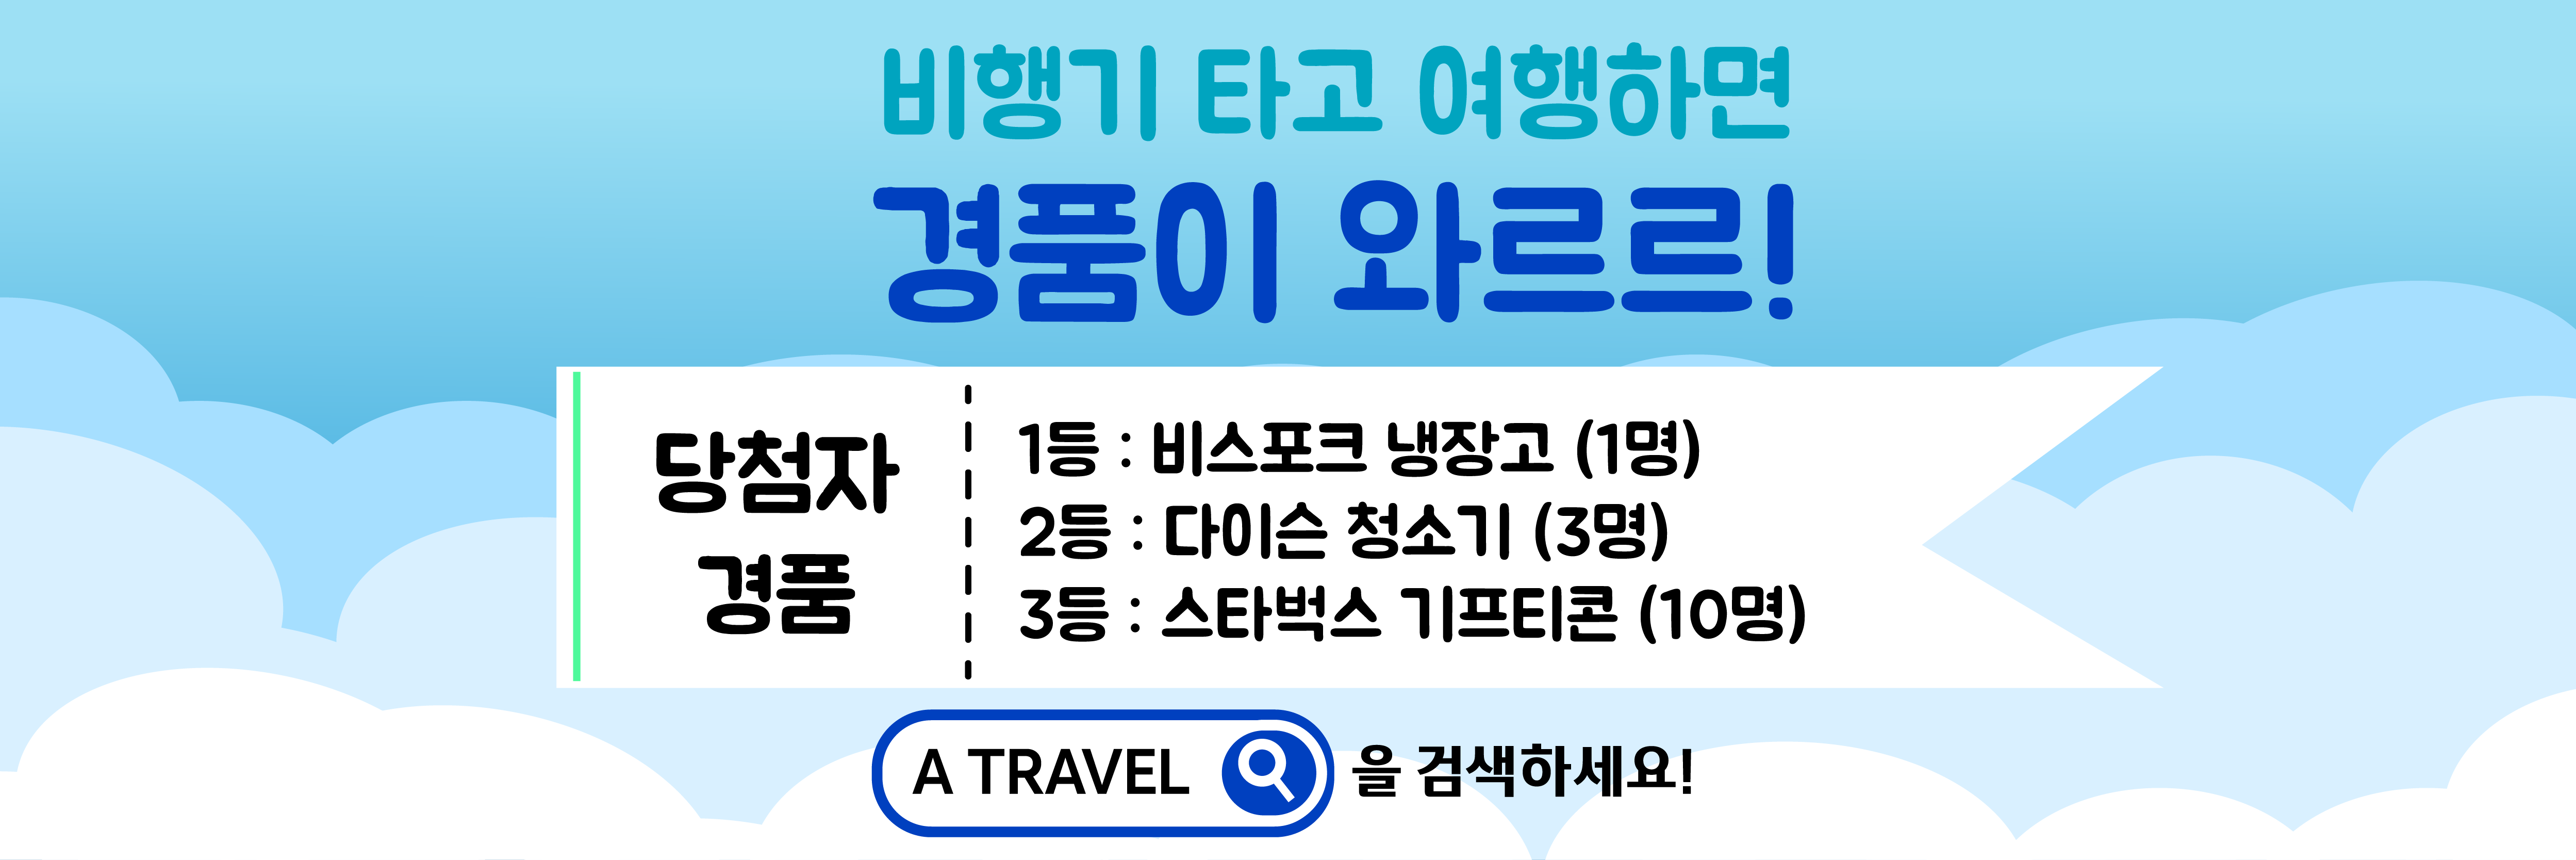 비행기 타고 여행하면
경품이 와르르!
당첨자
경품
1등 : 비스포크 냉장고 (1명)
2등 : 다이슨 청소기 (3명)
3등 : 스타벅스 기프티콘 (10명)
A TRAVEL 을 검색하세요!